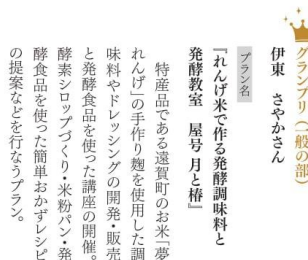 グランプリ（一般の部）
伊東　さやかさん
プラン名
『れんげ米で作る発酵調味料と
発酵教室　屋号 月と椿』
特産品である遠賀町のお米「夢
れんげ」の手作り麹を使用した調
味料やドレッシングの開発・販売
と発酵食品を使った講座の開催。
酵素シロップづくり・米粉パン・発
酵食品を使った簡単おかずレシピ
の提案などを行なうプラン。